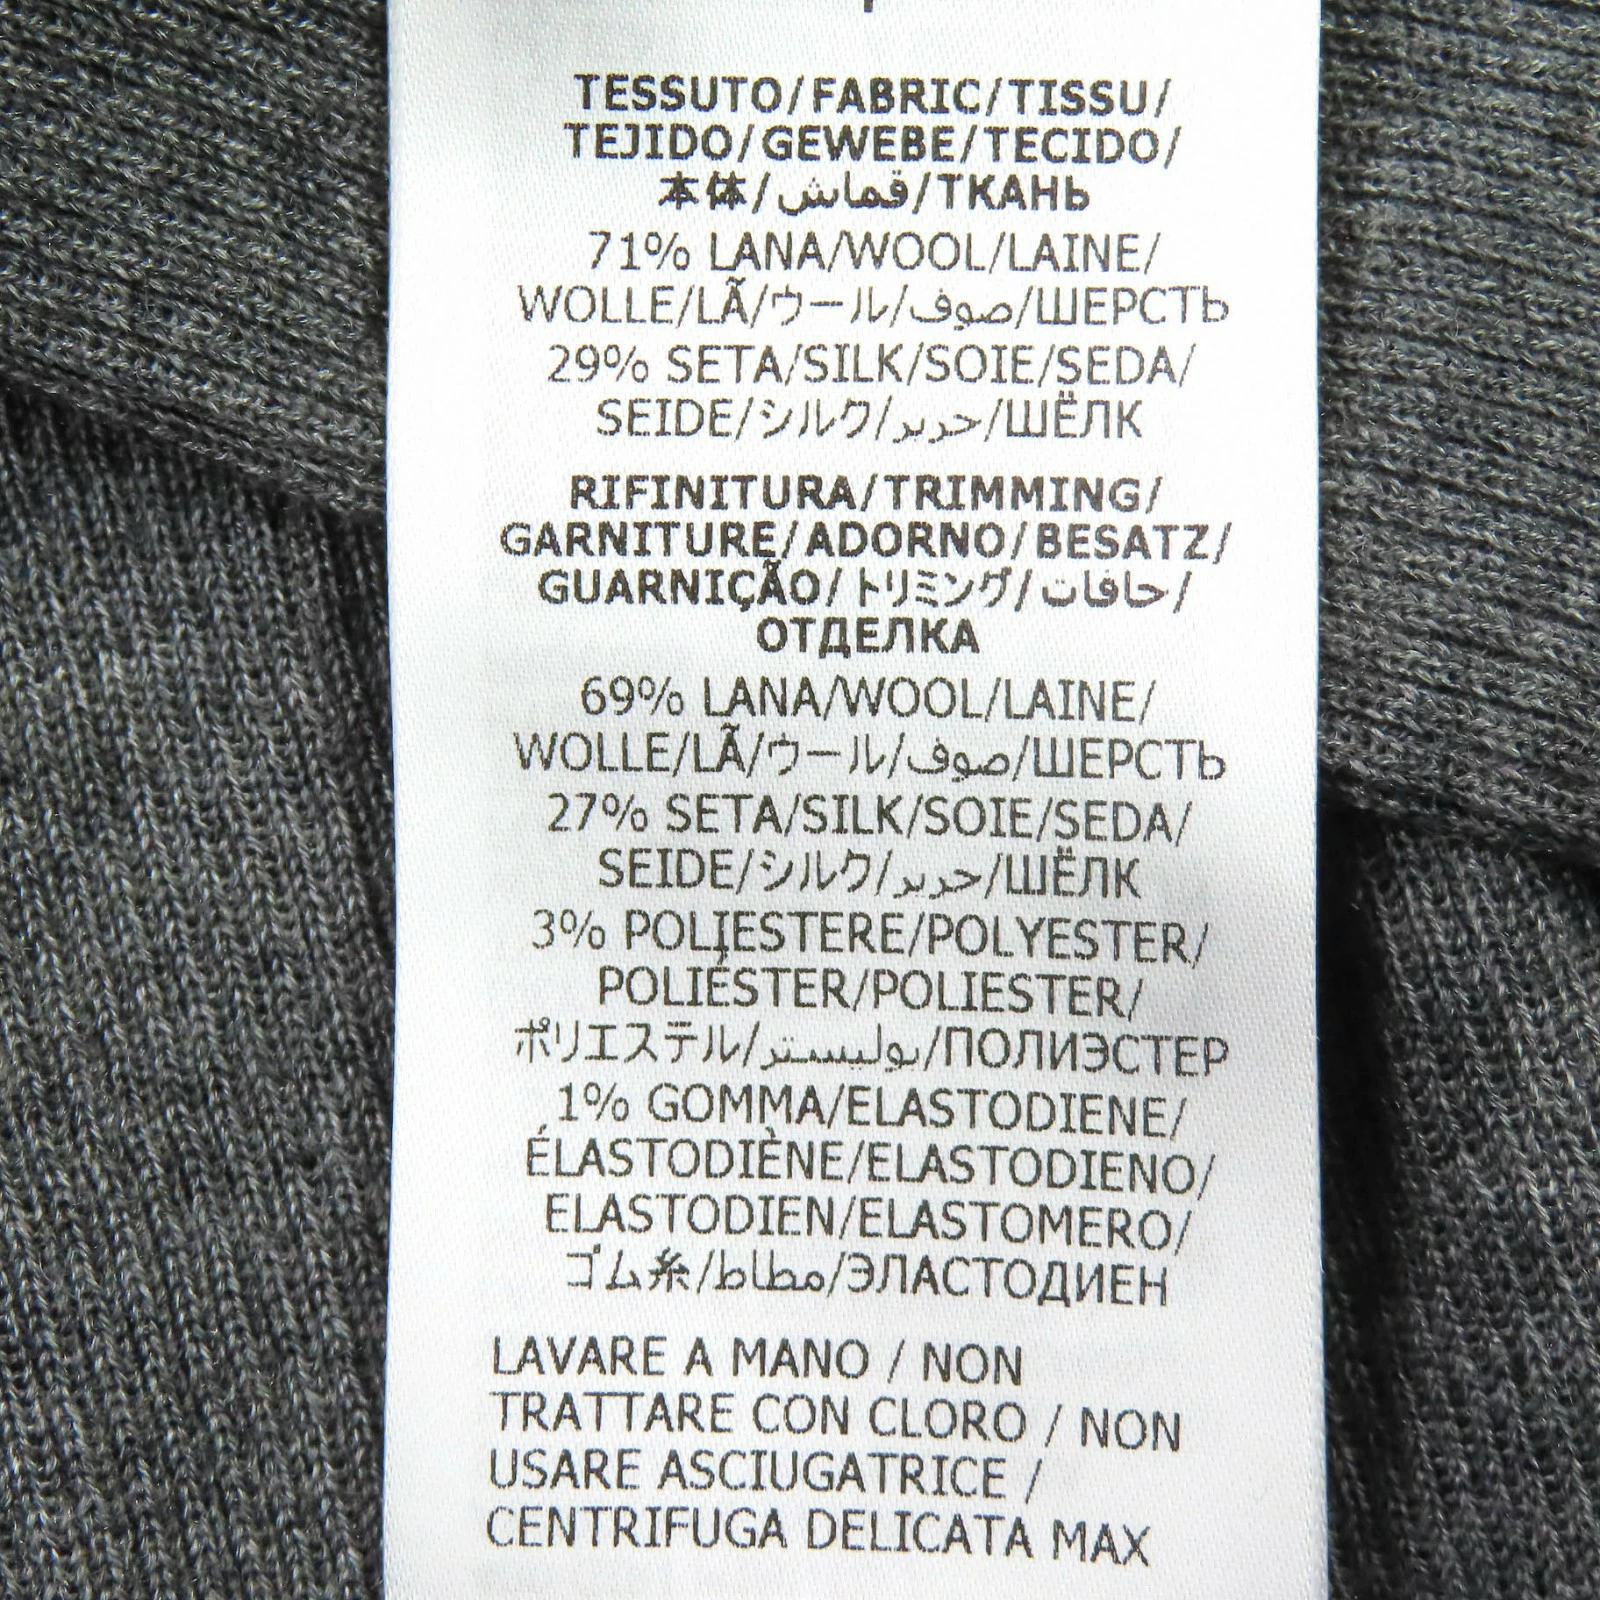 TESSUTO/FABRIC/TISSU/
TEJIDO/GEWEBE/TECIDO/
本体/قماش/ТКАНЬ
71% LANA/WOOL/LAINE/
WOLLE/LÃ/ウール/صوف/ШЕРСТЬ
29% SETA/SILK/SOIE/SEDA/
SEIDE/シルク/حرير/ШЁЛК
RIFINITURA/TRIMMING/
GARNITURE/ADORNO/BESATZ/
GUARNIÇÃO/トリミング/حافات/
ОТДЕЛКА
69% LANA/WOOL/LAINE/
WOLLE/LÃ/ウール/صوف/ШЕРСТЬ
27% SETA/SILK/SOIE/SEDA/
SEIDE/シルク/حرير/ШЁЛК
3% POLIESTERE/POLYESTER/
POLIÉSTER/POLIESTER/
ポリエステル/بوليستر/ПОЛИЭСТЕР
1% GOMMA/ELASTODIENE/
ÉLASTODIÈNE/ELASTODIENO/
ELASTODIEN/ELASTOMERO/
ゴム糸/مطاط/ЭЛАСТОДИЕН
LAVARE A MANO / NON
TRATTARE CON CLORO / NON
USARE ASCIUGATRICE /
CENTRIFUGA DELICATA MAX